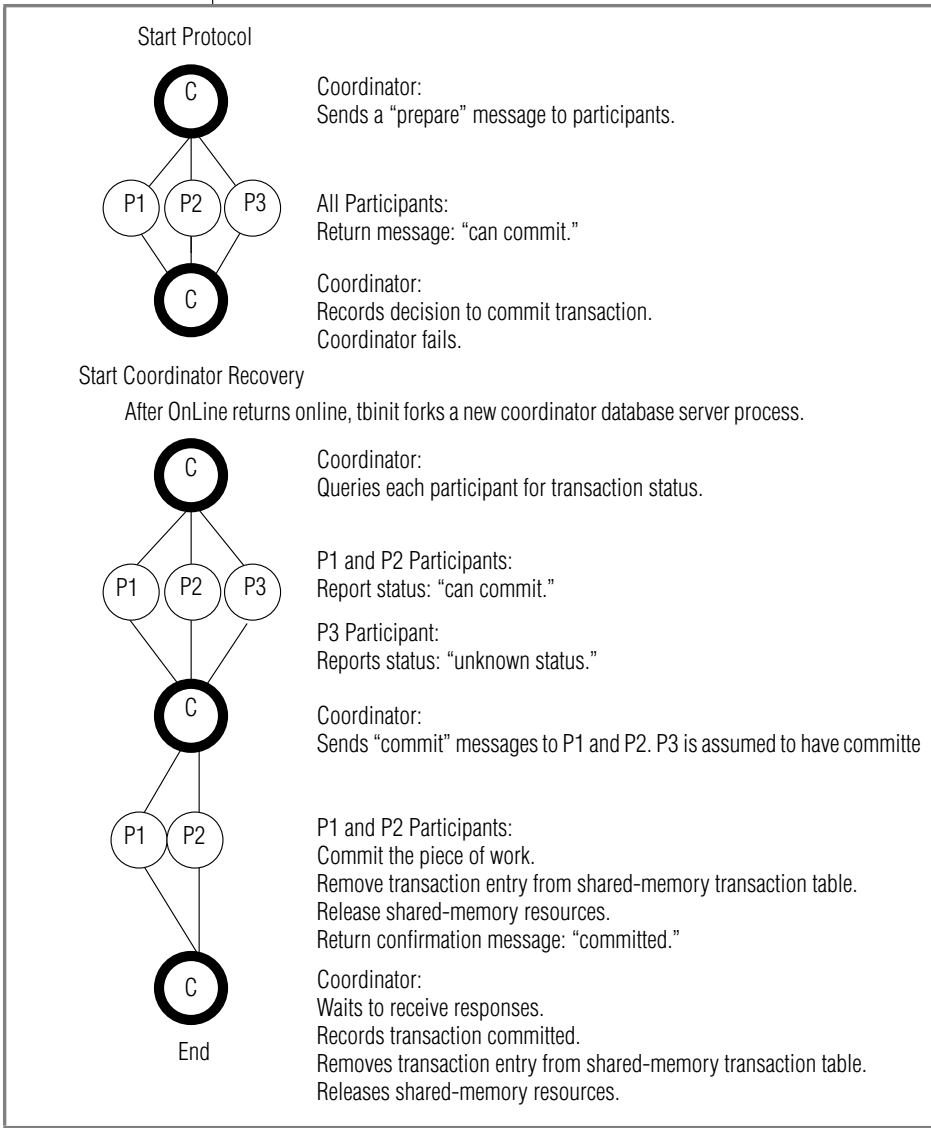 Start Protocol
C
Coordinator:
Sends a “prepare” message to participants.
P1 P2 P3
All Participants:
Return message: “can commit.”
C
Coordinator:
Records decision to commit transaction.
Coordinator fails.
Start Coordinator Recovery
After OnLine returns online, tbinit forks a new coordinator database server process.
C
Coordinator:
Queries each participant for transaction status.
P1 P2 P3
P1 and P2 Participants:
Report status: “can commit.”
P3 Participant:
Reports status: “unknown status.”
C
Coordinator:
Sends “commit” messages to P1 and P2. P3 is assumed to have committe
P1 P2
P1 and P2 Participants:
Commit the piece of work.
Remove transaction entry from shared-memory transaction table.
Release shared-memory resources.
Return confirmation message: “committed.”
C
Coordinator:
Waits to receive responses.
Records transaction committed.
End
Removes transaction entry from shared-memory transaction table.
Releases shared-memory resources.